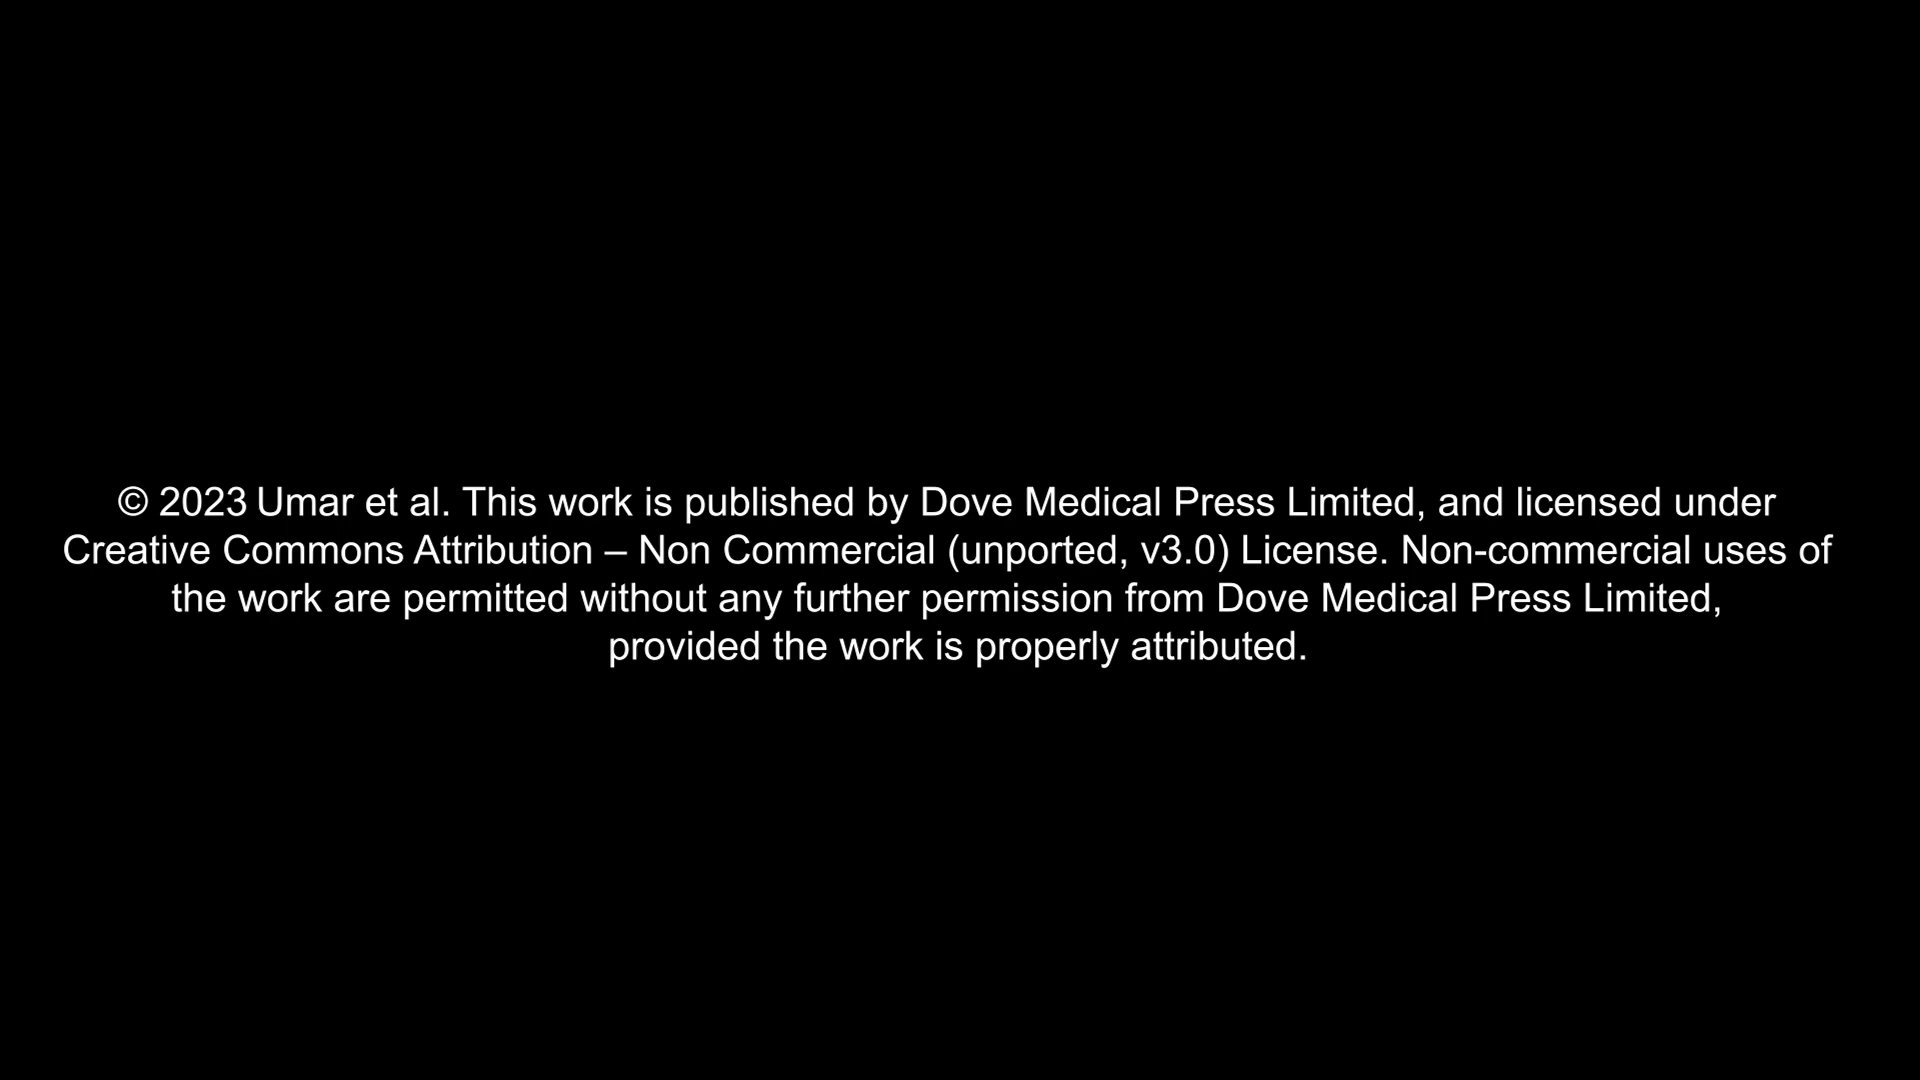 © 2023 Umar et al. This work is published by Dove Medical Press Limited, and licensed under
Creative Commons Attribution – Non Commercial (unported, v3.0) License. Non-commercial uses of
the work are permitted without any further permission from Dove Medical Press Limited,
provided the work is properly attributed.